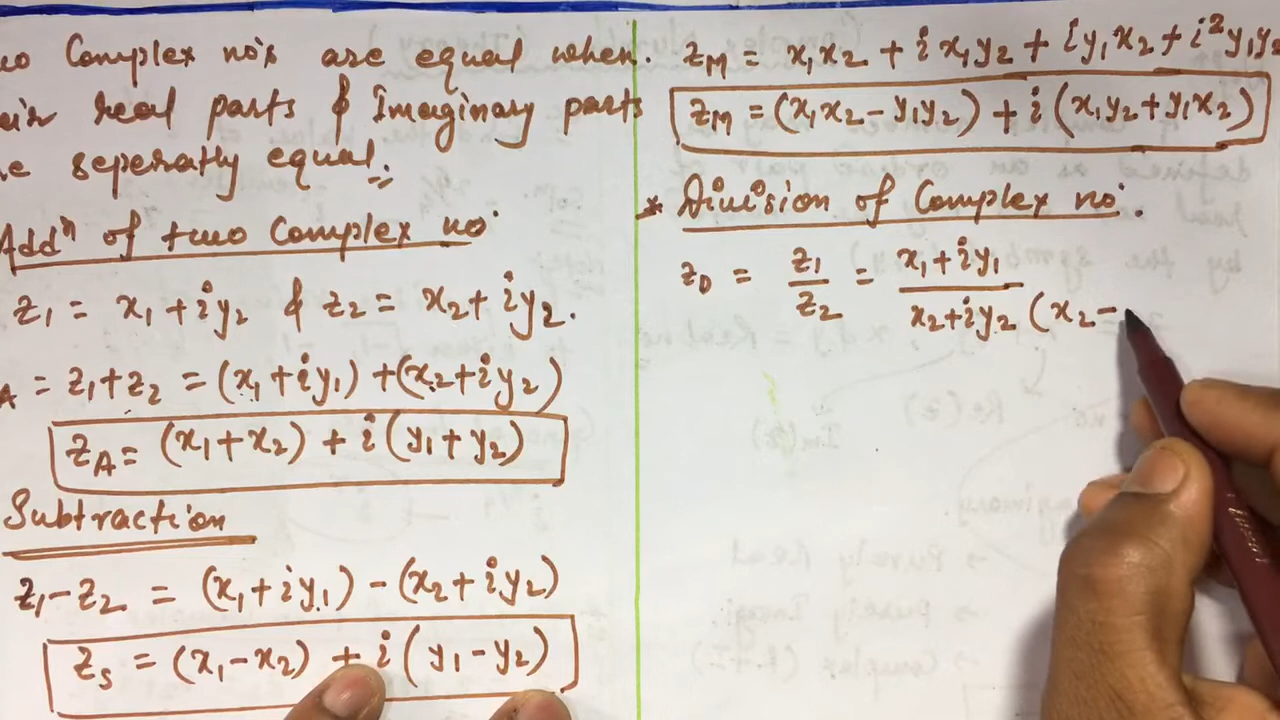 Complex no's are equal when.
real parts & Imaginary parts
seperatly equal.
Addⁿ of two Complex no
z₁ = x₁ + iy₂ & z₂ = x₂ + iy₂.
A = z₁+z₂ = (x₁+iy₁) + (x₂+iy₂)
z_A = (x₁+x₂) + i(y₁+y₂)
Subtraction
z₁-z₂ = (x₁+iy₁) - (x₂+iy₂)
z_s = (x₁-x₂) + i(y₁-y₂)
z_M = x₁x₂ + ix₁y₂ + iy₁x₂ + i²y₁y₂
z_M = (x₁x₂ - y₁y₂) + i(x₁y₂ + y₁x₂)
* Division of Complex no.
z_D = z₁/z₂ = x₁+iy₁/x₂+iy₂ (x₂-